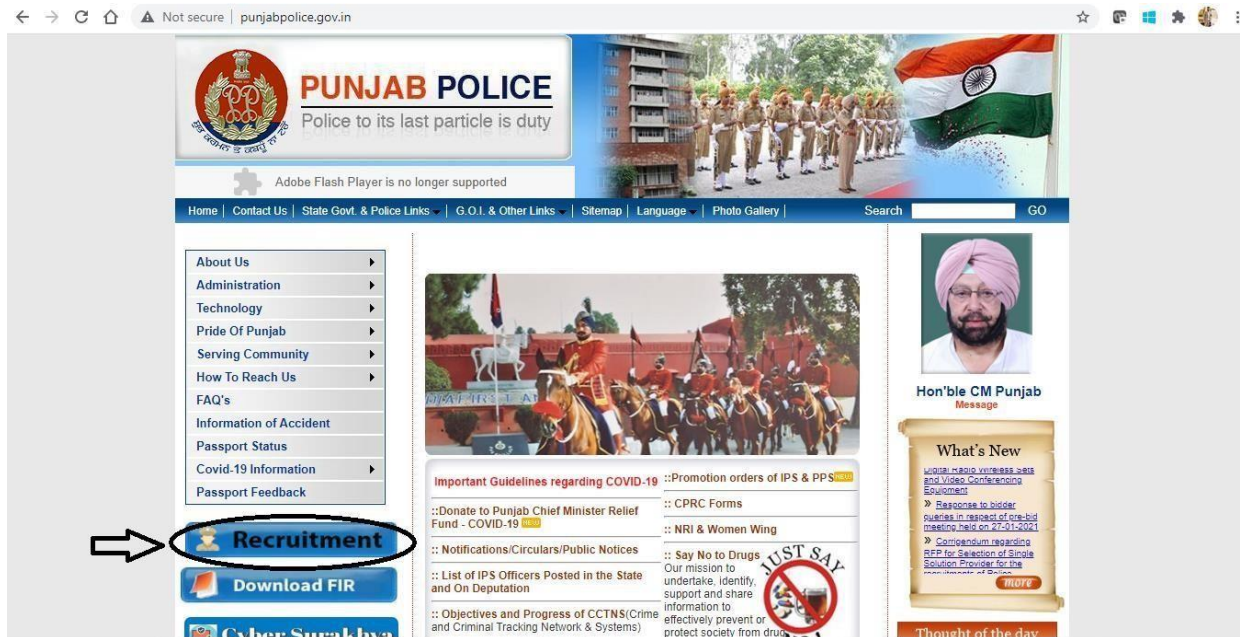 Not secure | punjabpolice.gov.in
PUNJAB POLICE
Police to its last particle is duty
Adobe Flash Player is no longer supported
Home | Contact Us | State Govt. & Police Links | G.O.I. & Other Links | Sitemap | Language | Photo Gallery |
Search GO
About Us
Administration
Technology
Pride Of Punjab
Serving Community
How To Reach Us
FAQ's
Information of Accident
Passport Status
Covid-19 Information
Passport Feedback
Recruitment
Download FIR
Cyber Surakhya
Important Guidelines regarding COVID-19
::Donate to Punjab Chief Minister Relief
Fund - COVID-19
:: Notifications/Circulars/Public Notices
:: List of IPS Officers Posted in the State
and On Deputation
:: Objectives and Progress of CCTNS(Crime
and Criminal Tracking Network & Systems)
::Promotion orders of IPS & PPS
:: CPRC Forms
:: NRI & Women Wing
:: Say No to Drugs
Our mission to
undertake, identify,
support and share
information to
effectively prevent or
protect society from drug
JUST SAY
Hon'ble CM Punjab
Message
What's New
Digital Radio Wireless Sets
and Video Conferencing
Equipment
» Response to bidder
queries in respect of pre-bid
meeting held on 27-01-2021
» Corrigendum regarding
RFP for Selection of Single
Solution Provider for the
recruitments of Police
more
Thought of the day